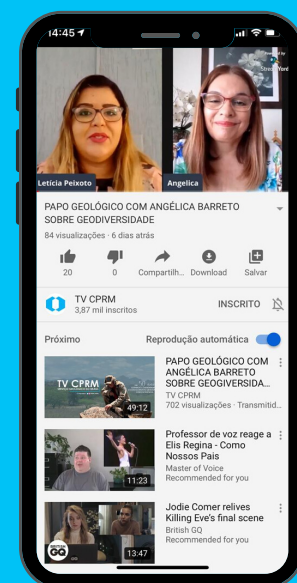 14:45
Powered by
StreamYard
Letícia Peixoto
Angelica
PAPO GEOLÓGICO COM ANGÉLICA BARRETO
SOBRE GEODIVERSIDADE
84 visualizações · 6 dias atrás
20
0
Compartilh...
Download
Salvar
TV CPRM
3,87 mil inscritos
INSCRITO
Próximo
Reprodução automática
TV CPRM
49:12
PAPO GEOLÓGICO COM
ANGÉLICA BARRETO
SOBRE GEOGIVERSIDA...
TV CPRM
702 visualizações · Transmitid...
11:23
Professor de voz reage a
Elis Regina - Como
Nossos Pais
Master of Voice
Recommended for you
GQ
13:47
Jodie Comer relives
Killing Eve's final scene
British GQ
Recommended for you